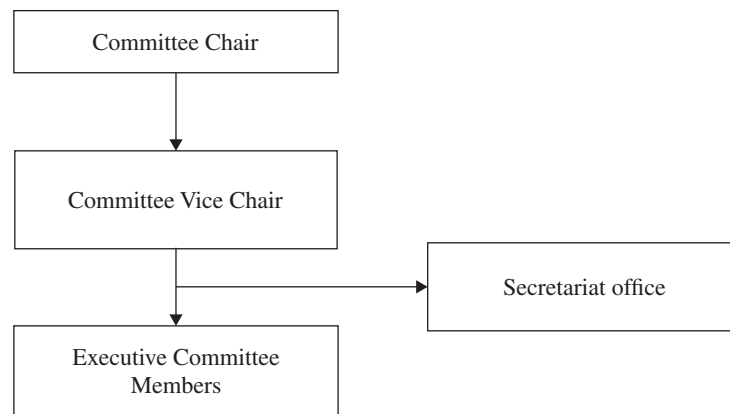 Committee Chair
Committee Vice Chair
Secretariat office
Executive Committee
Members